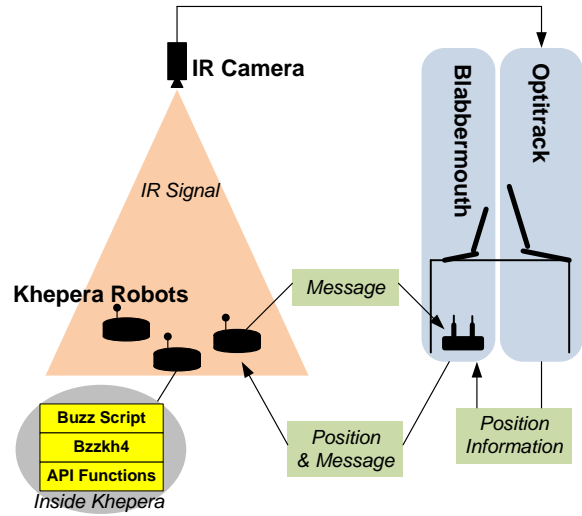 IR Camera
Blabbermouth
Optitrack
IR Signal
Khepera Robots
Message
Buzz Script
Bzzkh4
API Functions
Inside Khepera
Position
& Message
Position
Information